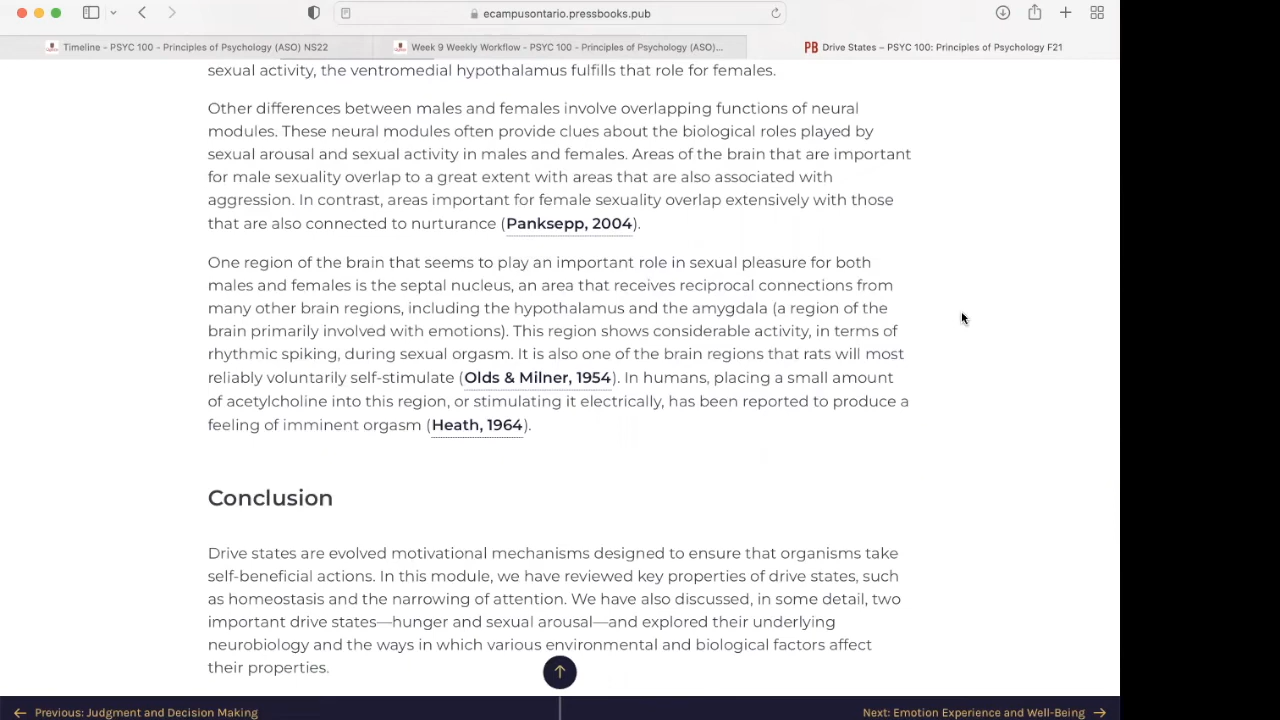 ecampusontario.pressbooks.pub
Timeline - PSYC 100 - Principles of Psychology (ASO) NS22
Week 9 Weekly Workflow - PSYC 100 - Principles of Psychology (ASO)...
PB Drive States – PSYC 100: Principles of Psychology F21
sexual activity, the ventromedial hypothalamus fulfills that role for females.
Other differences between males and females involve overlapping functions of neural
modules. These neural modules often provide clues about the biological roles played by
sexual arousal and sexual activity in males and females. Areas of the brain that are important
for male sexuality overlap to a great extent with areas that are also associated with
aggression. In contrast, areas important for female sexuality overlap extensively with those
that are also connected to nurturance (Panksepp, 2004).
One region of the brain that seems to play an important role in sexual pleasure for both
males and females is the septal nucleus, an area that receives reciprocal connections from
many other brain regions, including the hypothalamus and the amygdala (a region of the
brain primarily involved with emotions). This region shows considerable activity, in terms of
rhythmic spiking, during sexual orgasm. It is also one of the brain regions that rats will most
reliably voluntarily self-stimulate (Olds & Milner, 1954). In humans, placing a small amount
of acetylcholine into this region, or stimulating it electrically, has been reported to produce a
feeling of imminent orgasm (Heath, 1964).
Conclusion
Drive states are evolved motivational mechanisms designed to ensure that organisms take
self-beneficial actions. In this module, we have reviewed key properties of drive states, such
as homeostasis and the narrowing of attention. We have also discussed, in some detail, two
important drive states—hunger and sexual arousal—and explored their underlying
neurobiology and the ways in which various environmental and biological factors affect
their properties.
Previous: Judgment and Decision Making
Next: Emotion Experience and Well-Being